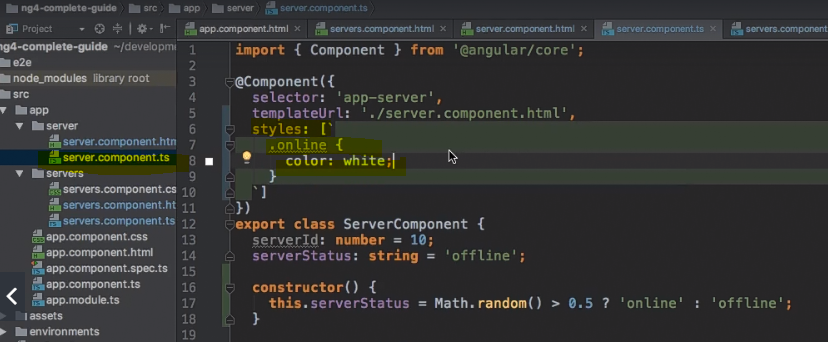 ng4-complete-guide src app server server.component.ts
Project
app.component.html × servers.component.html × server.component.html × server.component.ts × servers.component.ts
ng4-complete-guide ~/developm
e2e
node_modules library root
src
app
server
server.component.htm
server.component.ts
servers
servers.component.cs
servers.component.ht
servers.component.ts
app.component.css
app.component.html
app.component.spec.ts
app.component.ts
app.module.ts
assets
environments
1 import { Component } from '@angular/core';
2
3 @Component({
4 selector: 'app-server',
5 templateUrl: './server.component.html',
6 styles: [`
7 .online {
8 color: white;
9 }
10 `]
11 })
12 export class ServerComponent {
13 serverId: number = 10;
14 serverStatus: string = 'offline';
15
16 constructor() {
17 this.serverStatus = Math.random() > 0.5 ? 'online' : 'offline';
18 }
19